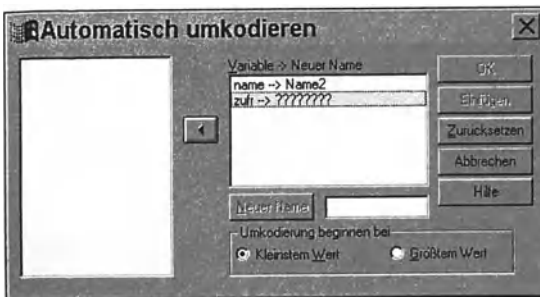 Automatisch umkodieren
Variable -> Neuer Name
name --> Name2
zufr --> ????????
OK
Einfügen
Zurücksetzen
Abbrechen
Hilfe
Neuer Name
Umkodierung beginnen bei
Kleinstem Wert
Größtem Wert